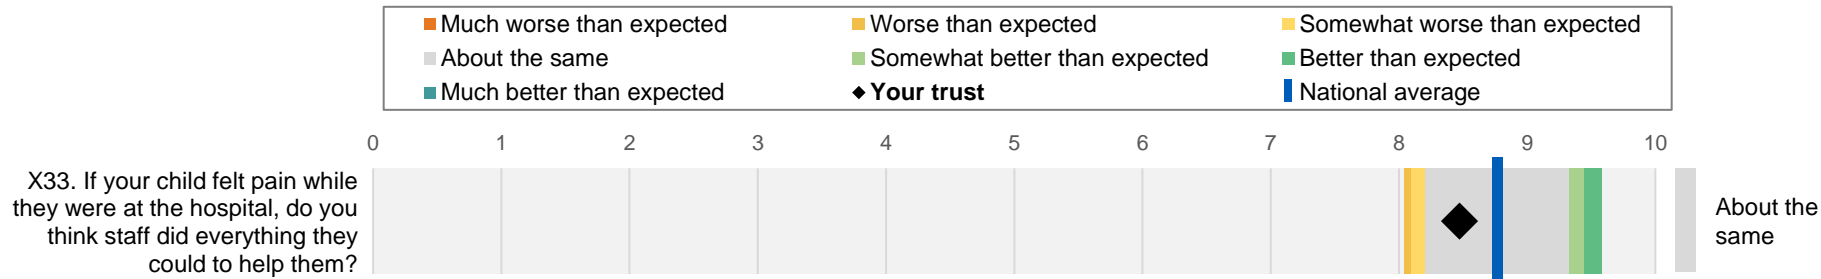 Much worse than expected
Worse than expected
Somewhat worse than expected
About the same
Somewhat better than expected
Better than expected
Much better than expected
Your trust
National average
0 1 2 3 4 5 6 7 8 9 10
X33. If your child felt pain while
they were at the hospital, do you
think staff did everything they
could to help them?
About the
same